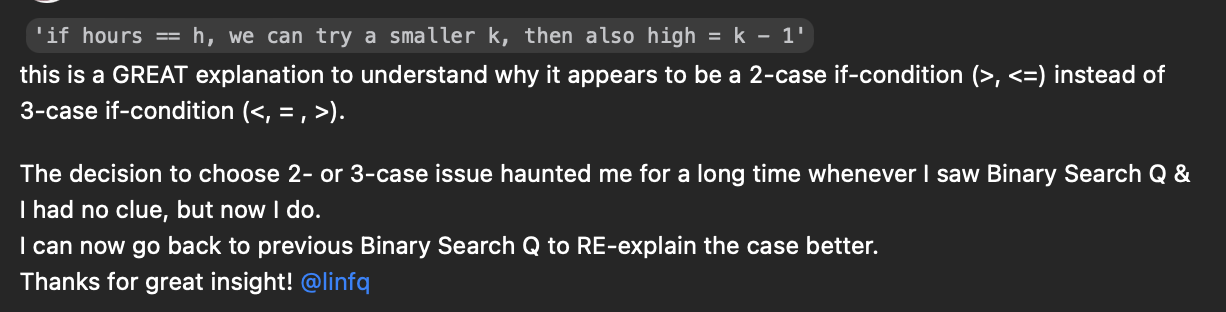 'if hours == h, we can try a smaller k, then also high = k - 1'
this is a GREAT explanation to understand why it appears to be a 2-case if-condition (>, <=) instead of
3-case if-condition (<, = , >).
The decision to choose 2- or 3-case issue haunted me for a long time whenever I saw Binary Search Q &
I had no clue, but now I do.
I can now go back to previous Binary Search Q to RE-explain the case better.
Thanks for great insight! @linfq